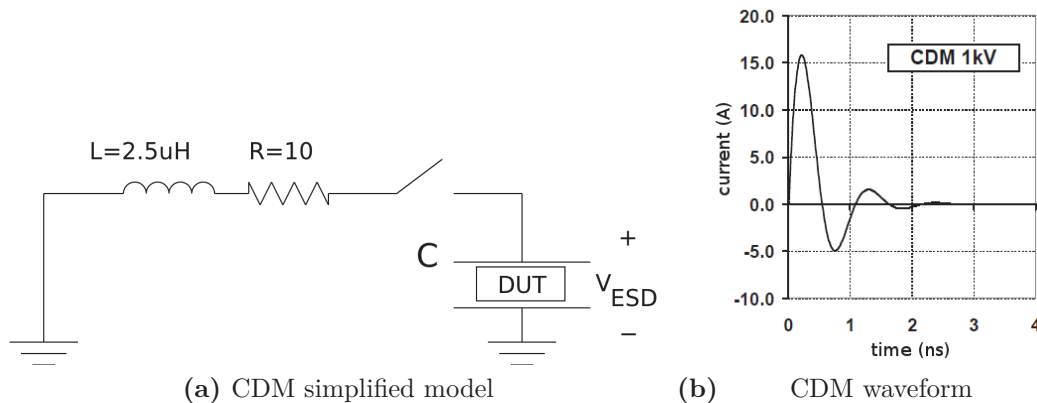 L=2.5uH
R=10
C
DUT
+
V_ESD
−
(a) CDM simplified model
20.0
15.0
10.0
5.0
0.0
-5.0
-10.0
current (A)
CDM 1kV
0 1 2 3 4
time (ns)
(b) CDM waveform